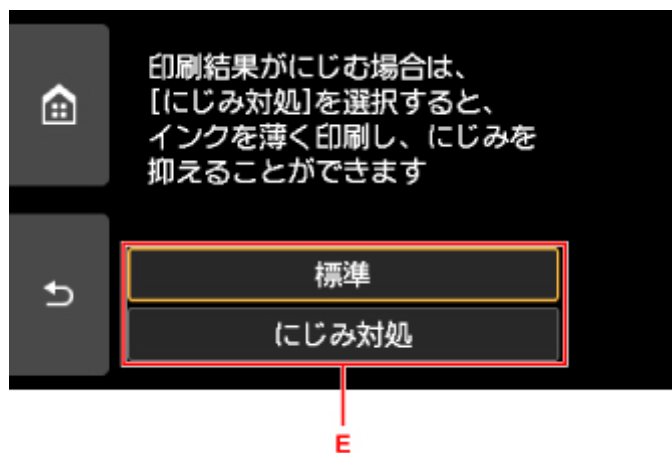 印刷結果がにじむ場合は、
[にじみ対処]を選択すると、
インクを薄く印刷し、にじみを
抑えることができます
標準
にじみ対処
E